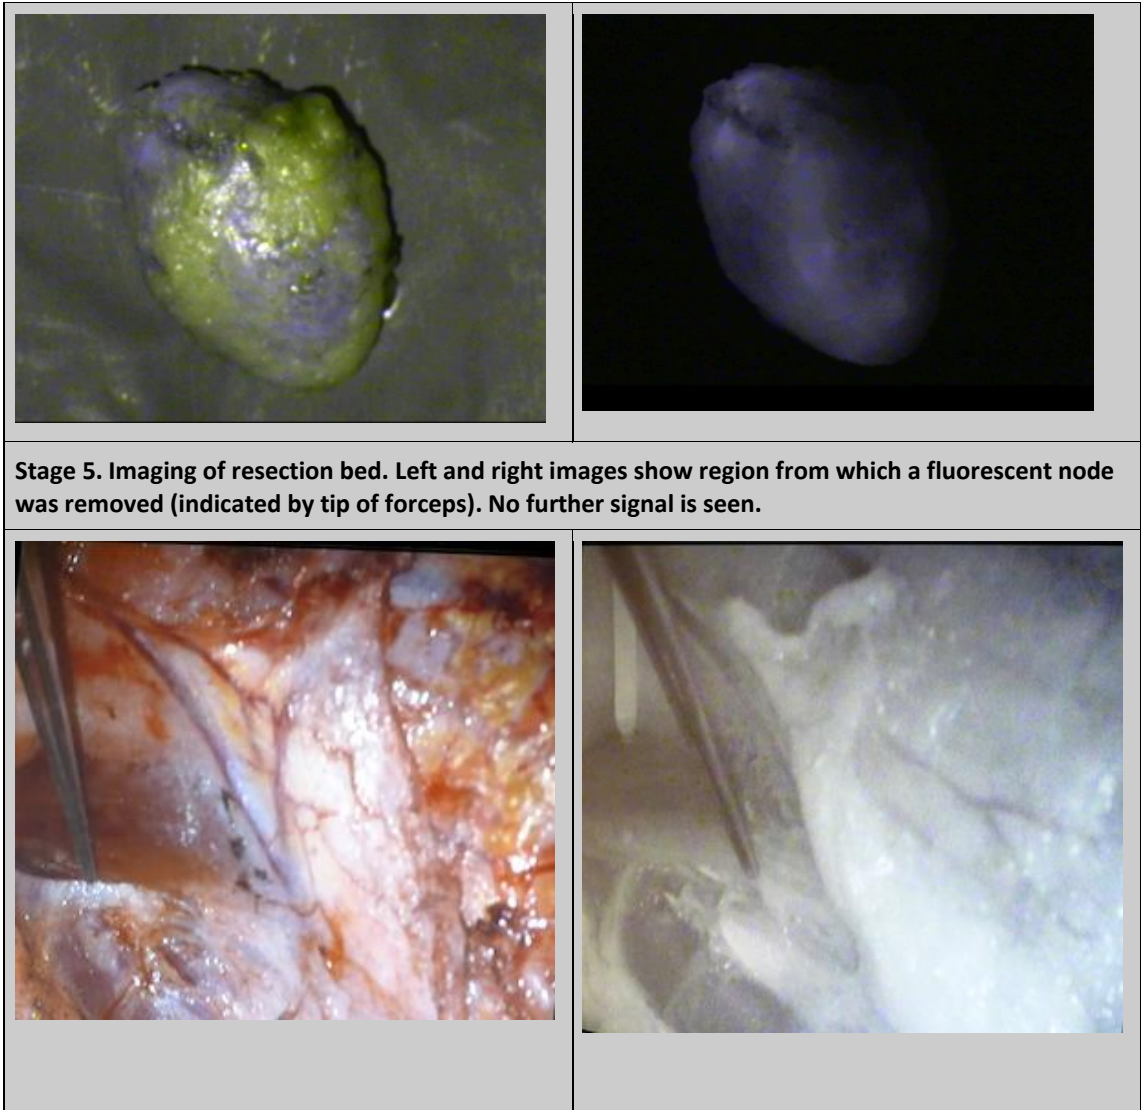 Stage 5. Imaging of resection bed. Left and right images show region from which a fluorescent node
was removed (indicated by tip of forceps). No further signal is seen.